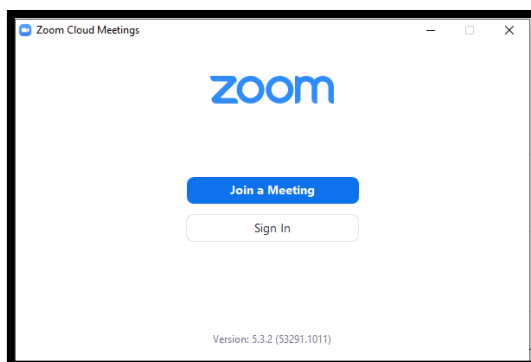 Zoom Cloud Meetings
zoom
Join a Meeting
Sign In
Version: 5.3.2 (53291.1011)